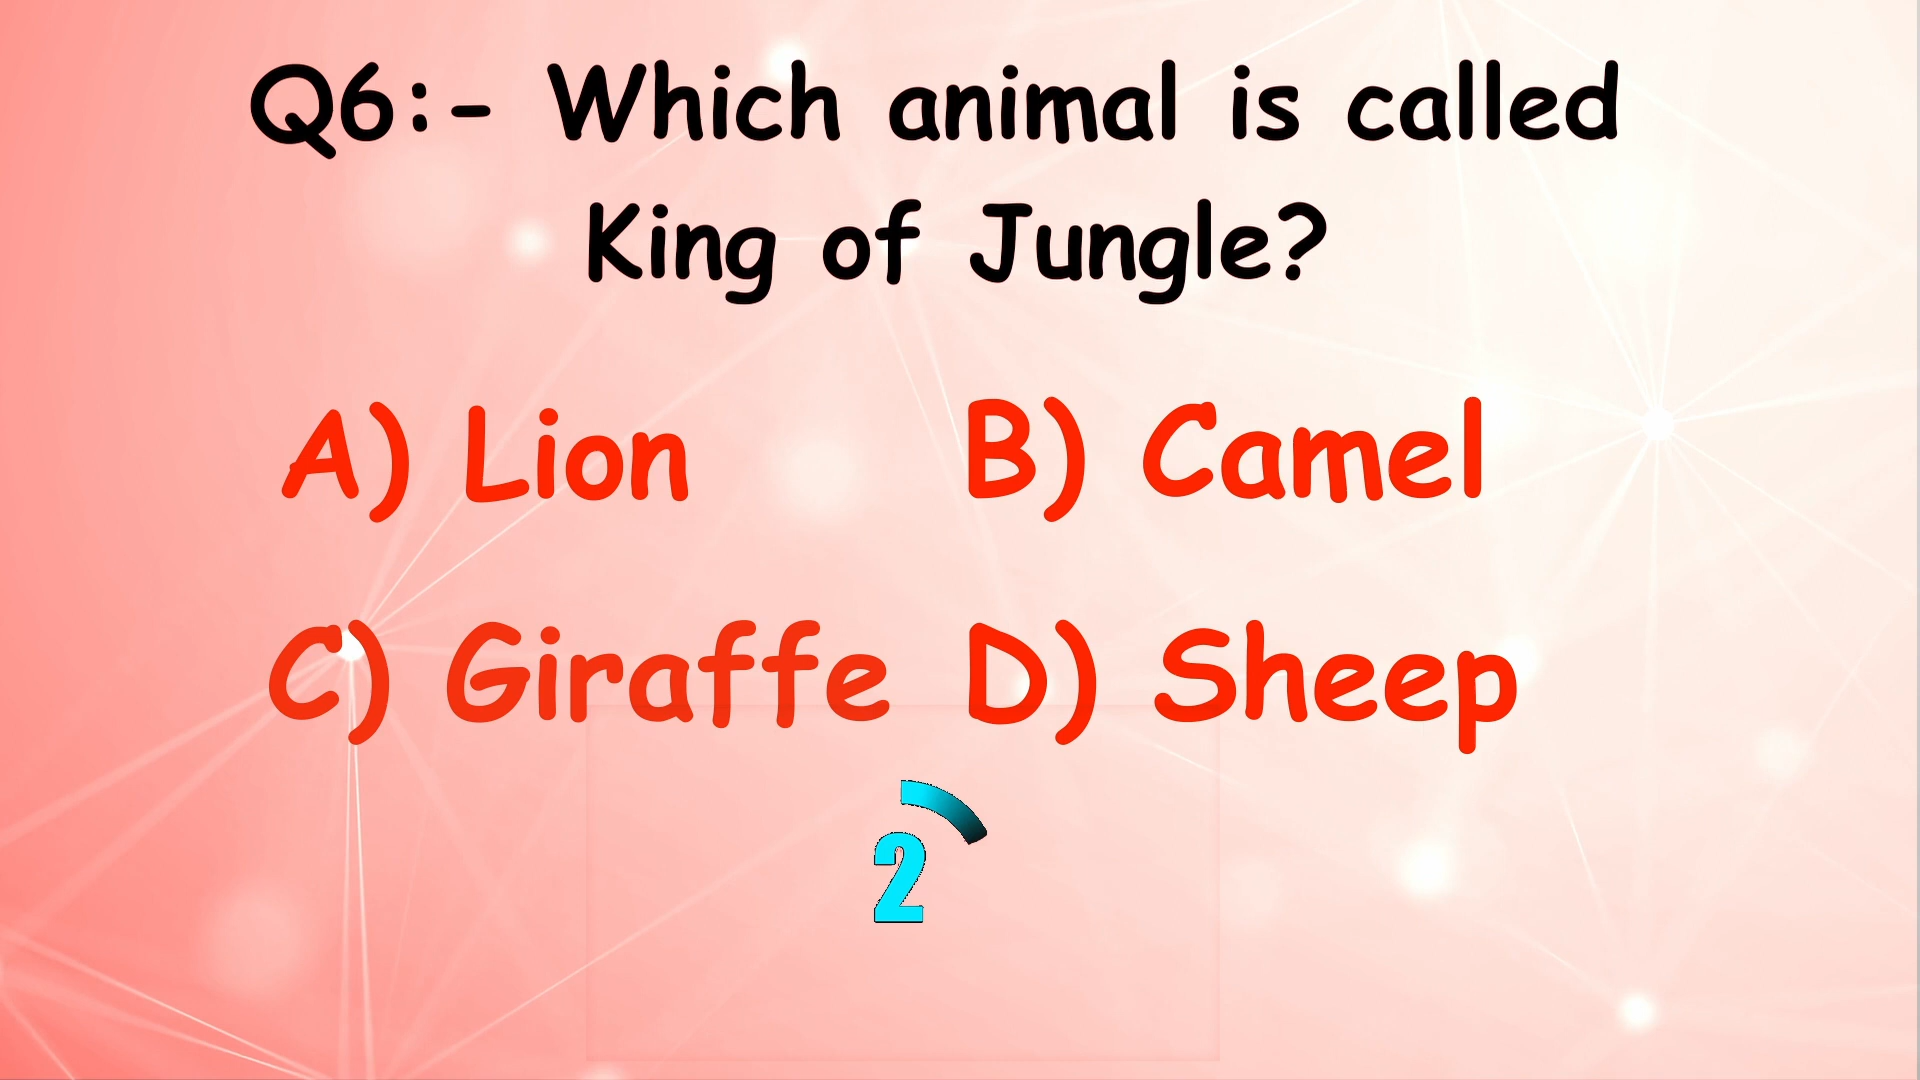 Q6:- Which animal is called
King of Jungle?
A) Lion B) Camel
C) Giraffe D) Sheep
2